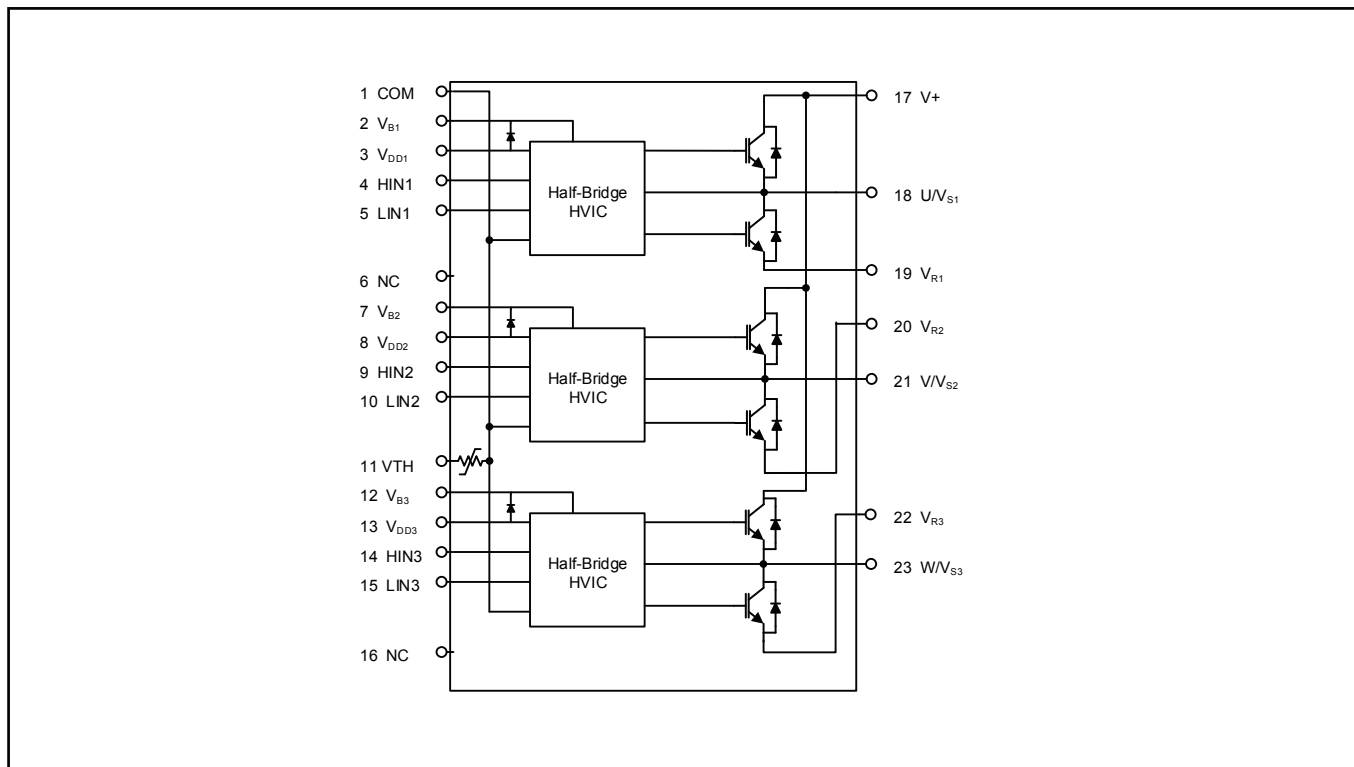 1 COM
2 VB1
3 VDD1
4 HIN1
5 LIN1
6 NC
7 VB2
8 VDD2
9 HIN2
10 LIN2
11 VTH
12 VB3
13 VDD3
14 HIN3
15 LIN3
16 NC
Half-Bridge
HVIC
Half-Bridge
HVIC
Half-Bridge
HVIC
17 V+
18 U/VS1
19 VR1
20 VR2
21 V/VS2
22 VR3
23 W/VS3